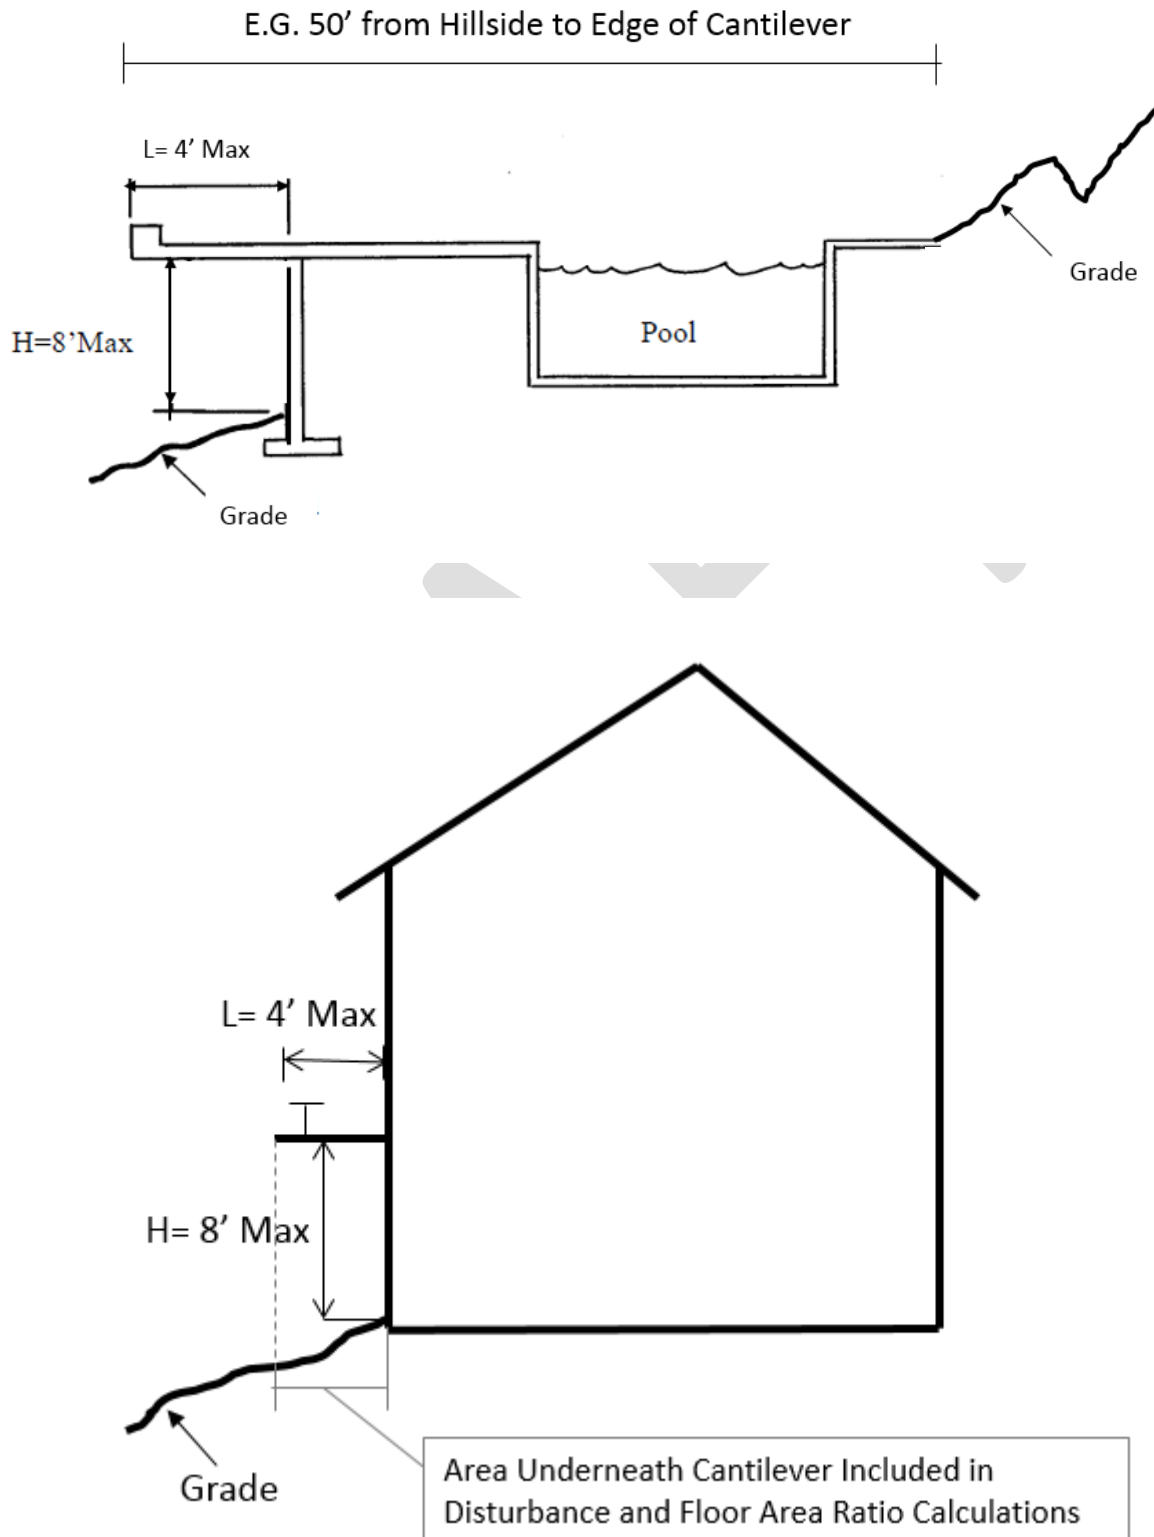 E.G. 50’ from Hillside to Edge of Cantilever
L= 4’ Max
Grade
H=8’Max
Pool
Grade
L= 4’ Max
H= 8’ Max
Grade
Area Underneath Cantilever Included in
Disturbance and Floor Area Ratio Calculations